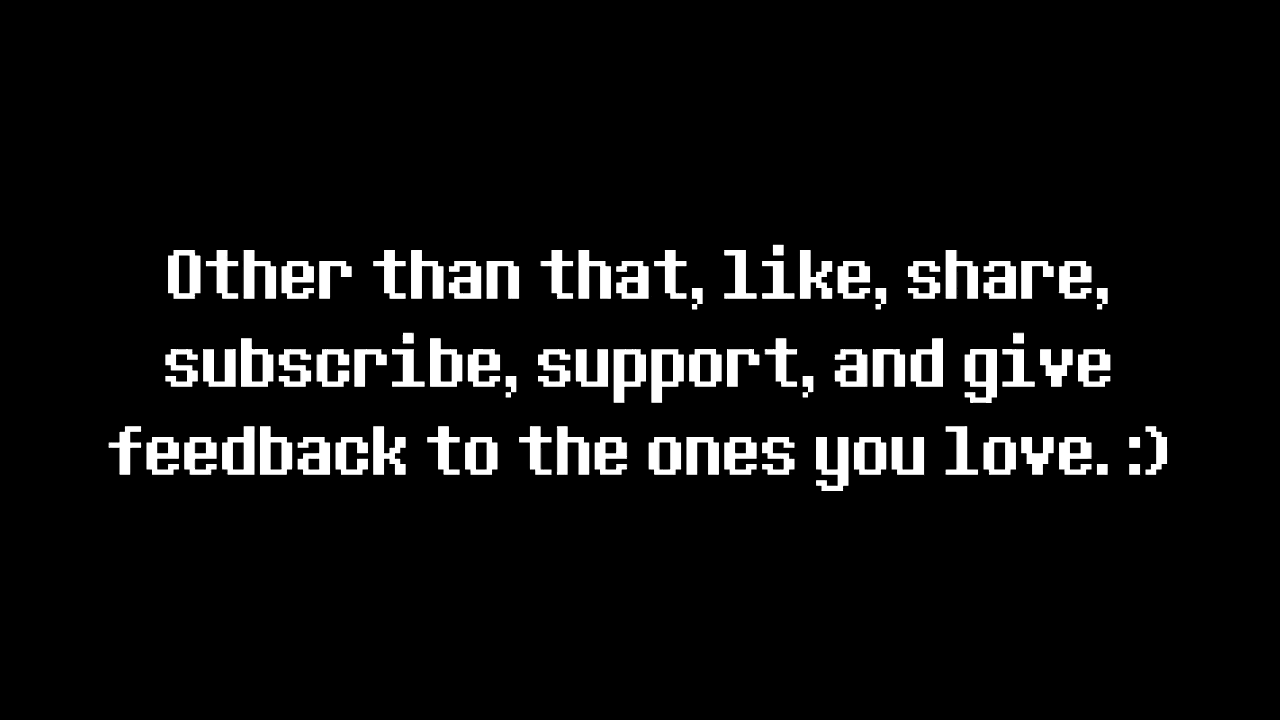 Other than that, like, share,
subscribe, support, and give
feedback to the ones you love. :)